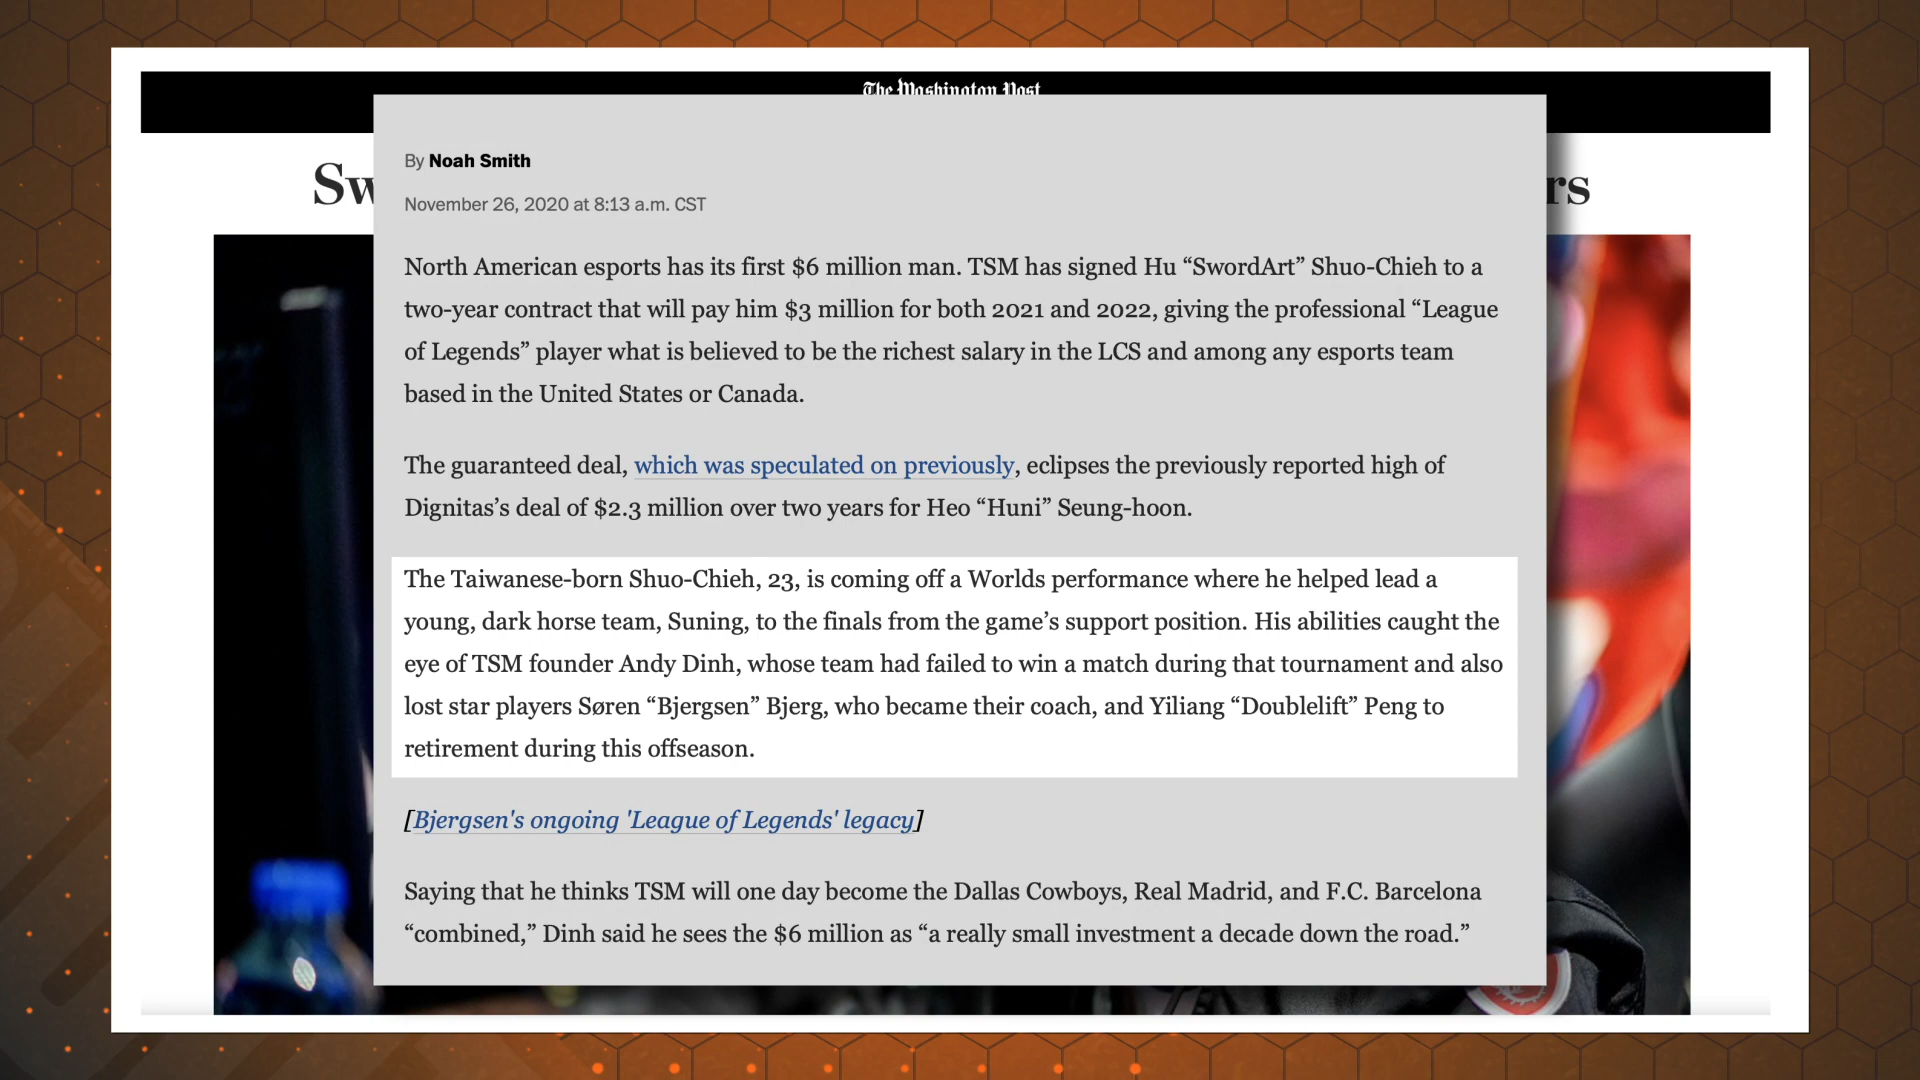 The Washington Post
Sw
rs
By Noah Smith
November 26, 2020 at 8:13 a.m. CST
North American esports has its first $6 million man. TSM has signed Hu “SwordArt” Shuo-Chieh to a
two-year contract that will pay him $3 million for both 2021 and 2022, giving the professional “League
of Legends” player what is believed to be the richest salary in the LCS and among any esports team
based in the United States or Canada.
The guaranteed deal, which was speculated on previously, eclipses the previously reported high of
Dignitas’s deal of $2.3 million over two years for Heo “Huni” Seung-hoon.
The Taiwanese-born Shuo-Chieh, 23, is coming off a Worlds performance where he helped lead a
young, dark horse team, Suning, to the finals from the game’s support position. His abilities caught the
eye of TSM founder Andy Dinh, whose team had failed to win a match during that tournament and also
lost star players Søren “Bjergsen” Bjerg, who became their coach, and Yiliang “Doublelift” Peng to
retirement during this offseason.
[Bjergsen's ongoing 'League of Legends' legacy]
Saying that he thinks TSM will one day become the Dallas Cowboys, Real Madrid, and F.C. Barcelona
“combined,” Dinh said he sees the $6 million as “a really small investment a decade down the road.”